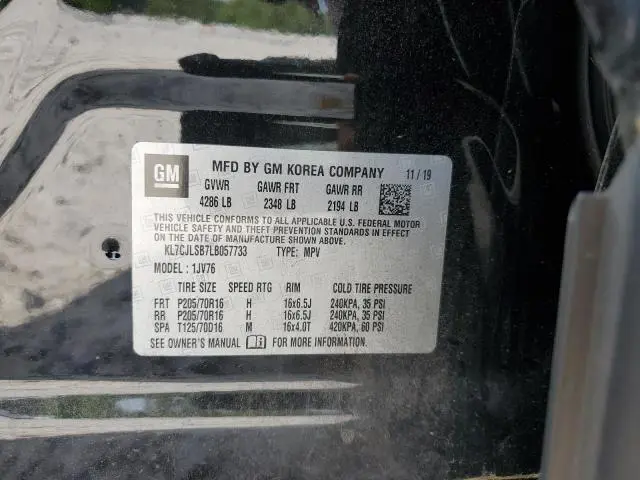 GM MFD BY GM KOREA COMPANY 11/19
GVWR GAWR FRT GAWR RR
4286 LB 2348 LB 2194 LB
THIS VEHICLE CONFORMS TO ALL APPLICABLE U.S. FEDERAL MOTOR
VEHICLE SAFETY AND THEFT PREVENTION STANDARDS IN EFFECT
ON THE DATE OF MANUFACTURE SHOWN ABOVE.
KL7CJLSB7LB057733 TYPE: MPV
MODEL: 1JV76
TIRE SIZE SPEED RTG RIM COLD TIRE PRESSURE
FRT P205/70R16 H 16x6.5J 240KPA, 35 PSI
RR P205/70R16 H 16x6.5J 240KPA, 35 PSI
SPA T125/70D16 M 16x4.0T 420KPA, 60 PSI
SEE OWNER'S MANUAL FOR MORE INFORMATION.